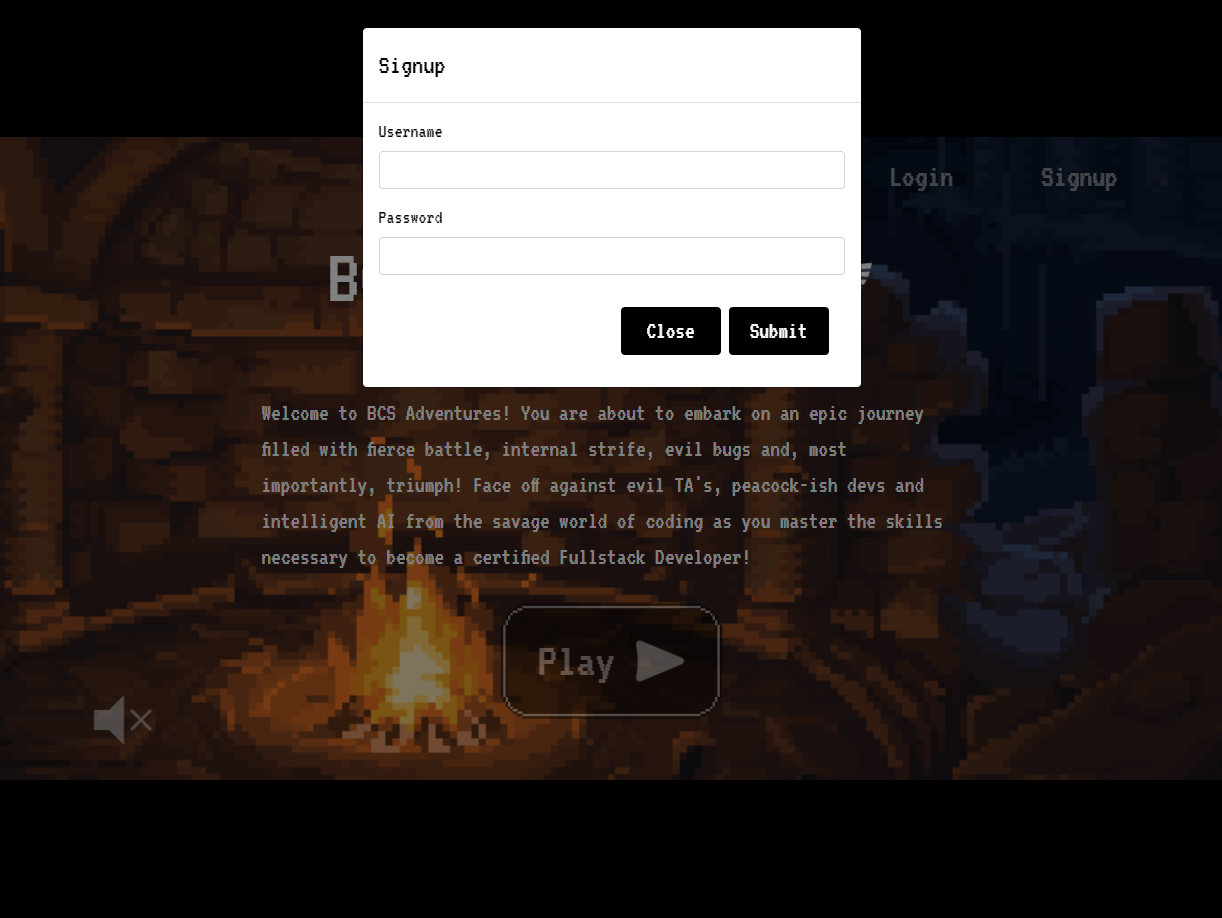 Signup
Username
Password
Close Submit
Login Signup
Welcome to BCS Adventures! You are about to embark on an epic journey
filled with fierce battle, internal strife, evil bugs and, most
importantly, triumph! Face off against evil TA's, peacock-ish devs and
intelligent AI from the savage world of coding as you master the skills
necessary to become a certified Fullstack Developer!
Play